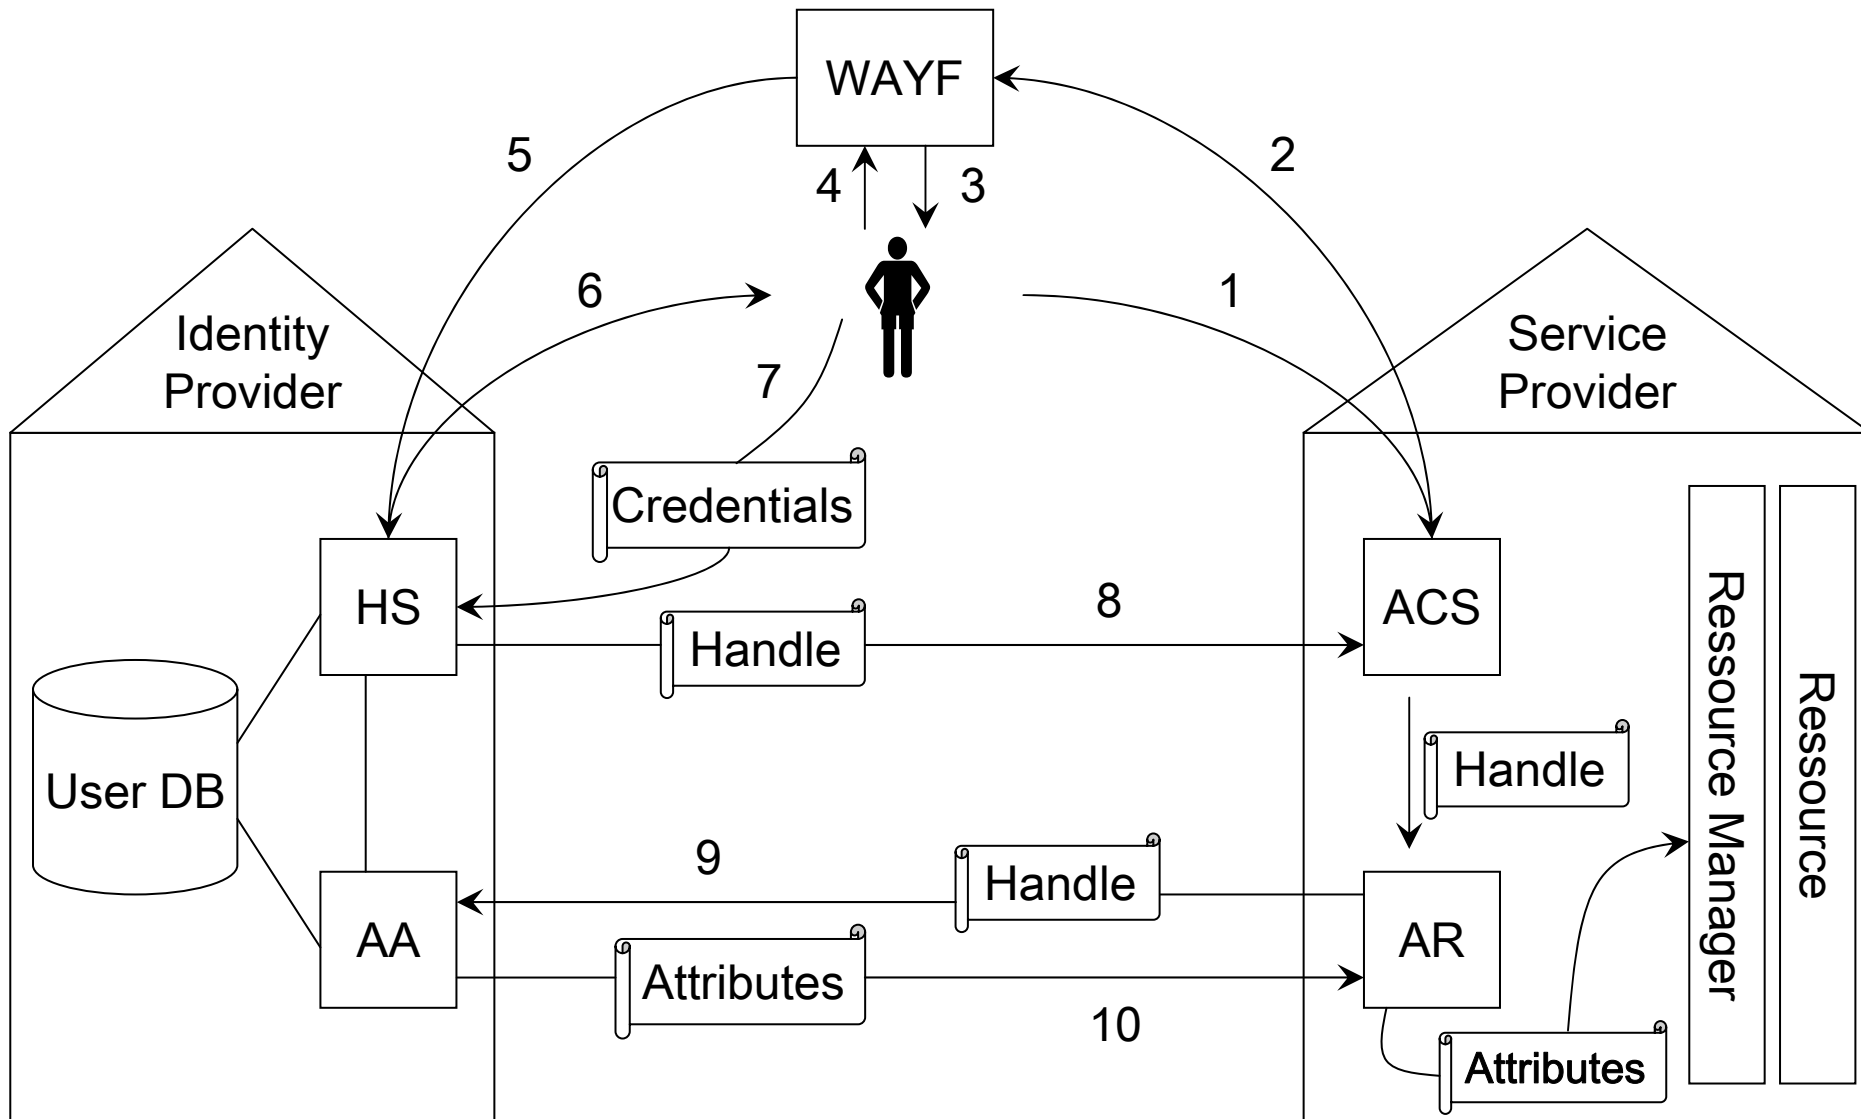 WAYF
5
2
4
3
6
1
Identity
Provider
Service
Provider
7
Credentials
HS
8
ACS
Handle
Ressource Manager
Ressource
User DB
Handle
9
Handle
AA
AR
Attributes
10
Attributes